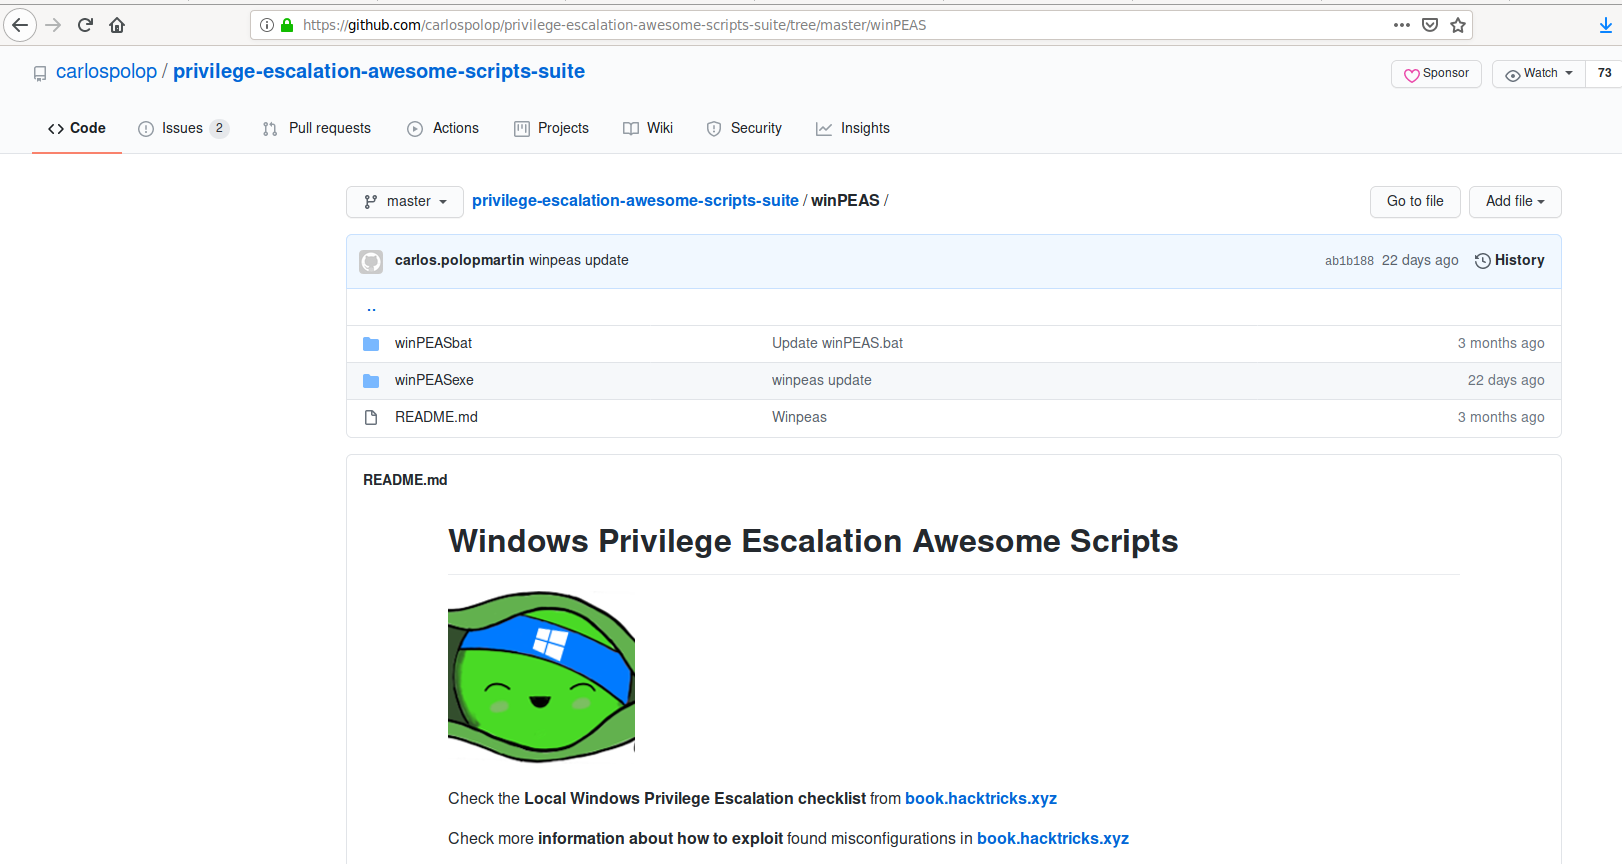 https://github.com/carlospolop/privilege-escalation-awesome-scripts-suite/tree/master/winPEAS
carlospolop / privilege-escalation-awesome-scripts-suite
Sponsor Watch 73
Code Issues 2 Pull requests Actions Projects Wiki Security Insights
master privilege-escalation-awesome-scripts-suite / winPEAS / Go to file Add file
carlos.polopmartin winpeas update ab1b188 22 days ago History
..
winPEASbat Update winPEAS.bat 3 months ago
winPEASexe winpeas update 22 days ago
README.md Winpeas 3 months ago
README.md
Windows Privilege Escalation Awesome Scripts
Check the Local Windows Privilege Escalation checklist from book.hacktricks.xyz
Check more information about how to exploit found misconfigurations in book.hacktricks.xyz